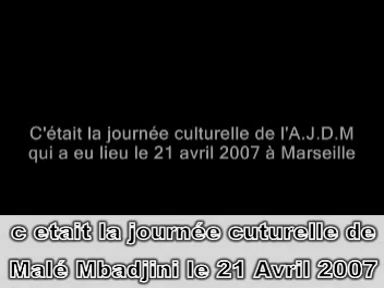 C'était la journée culturelle de l'A.J.D.M
qui a eu lieu le 21 avril 2007 à Marseille
c etait la journée cuturelle de
Malé Mbadjini le 21 Avril 2007